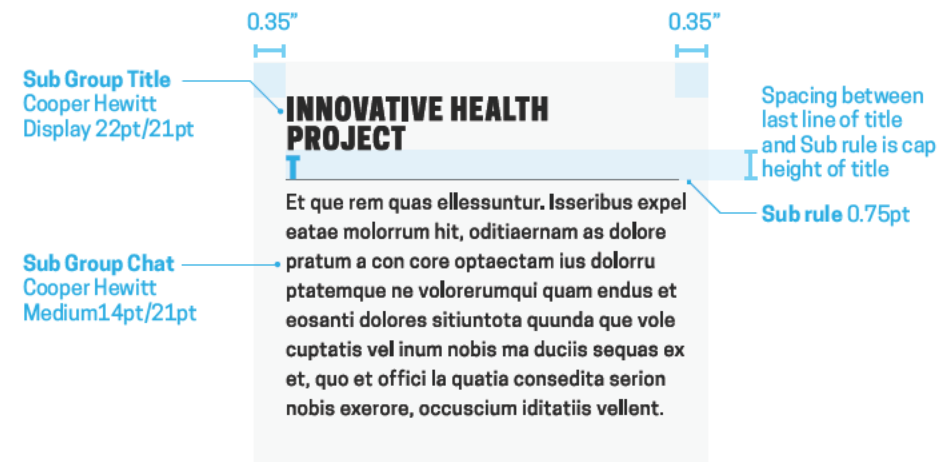 0.35” 0.35”
Sub Group Title
Cooper Hewitt
Display 22pt/21pt
INNOVATIVE HEALTH
PROJECT
Spacing between
last line of title
and Sub rule is cap
height of title
Sub rule 0.75pt
Et que rem quas ellessuntur. Isseribus expel
eatae molorrum hit, oditiaernam as dolore
pratum a con core optaectam ius dolorru
ptatemque ne volorerumqui quam endus et
eosanti dolores sitiuntota quunda que vole
cuptatis vel inum nobis ma duciis sequas ex
et, quo et offici la quatia consedita serion
nobis exerore, occuscium iditatiis vellent.
Sub Group Chat
Cooper Hewitt
Medium14pt/21pt